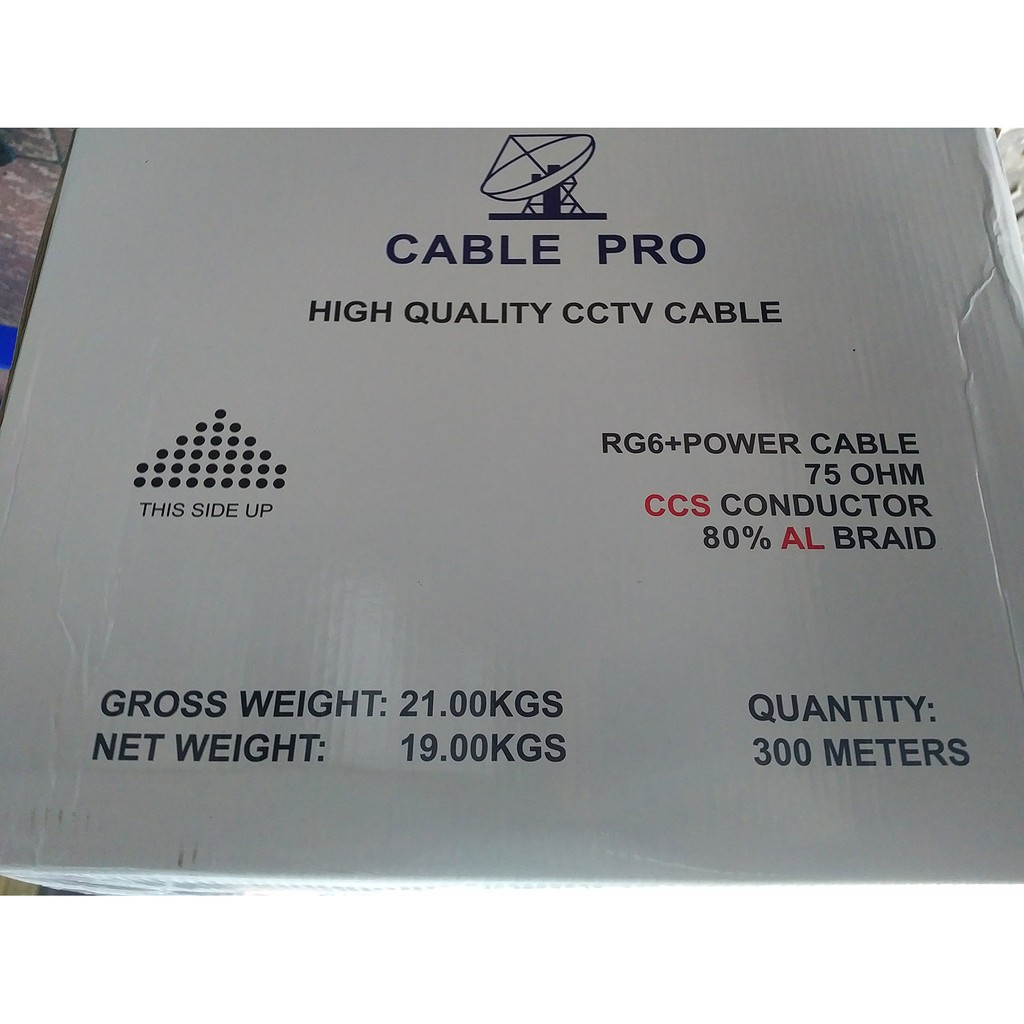 CABLE PRO
HIGH QUALITY CCTV CABLE
THIS SIDE UP
RG6+POWER CABLE
75 OHM
CCS CONDUCTOR
80% AL BRAID
GROSS WEIGHT: 21.00KGS
NET WEIGHT: 19.00KGS
QUANTITY:
300 METERS